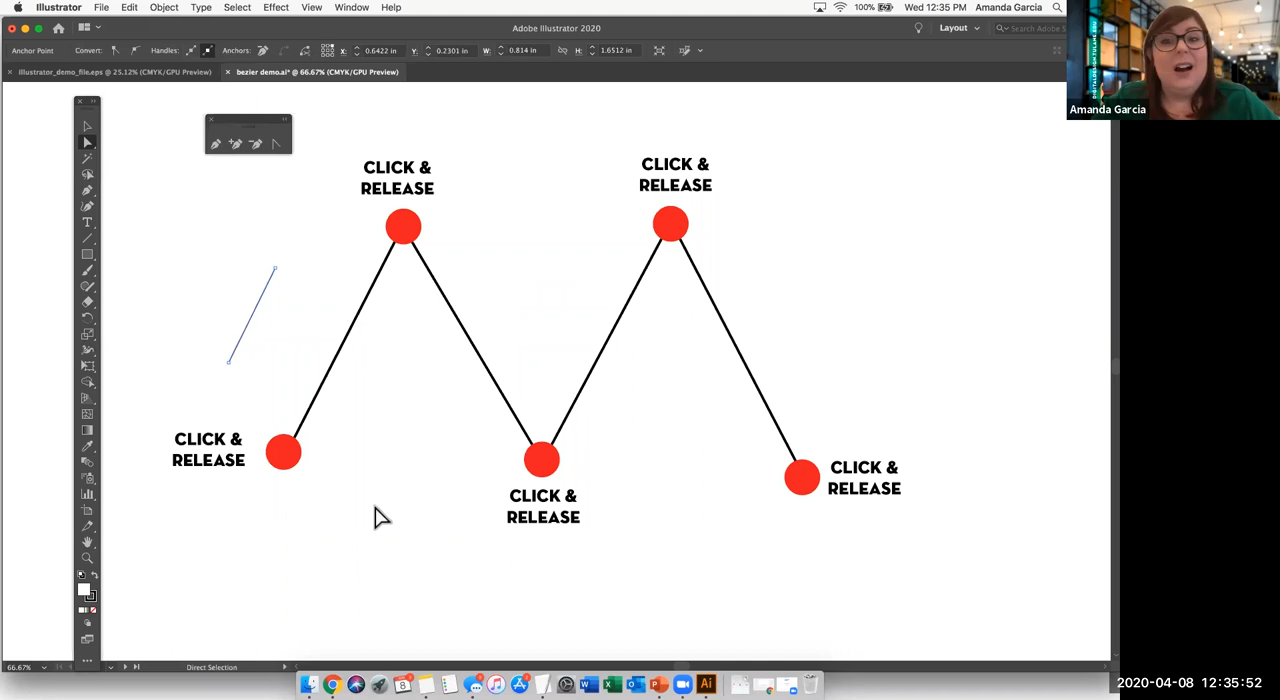 Illustrator File Edit Object Type Select Effect View Window Help
100% Wed 12:35 PM Amanda Garcia
Adobe Illustrator 2020
Layout
Search Adobe S
Anchor Point Convert: Handles: Anchors: X: 0.6422 in Y: 0.2301 in W: 0.814 in H: 1.6512 in
Illustrator_demo_file.eps @ 25.12% (CMYK/GPU Preview)
bezier demo.ai* @ 66.67% (CMYK/GPU Preview)
Amanda Garcia
CLICK &
RELEASE
CLICK &
RELEASE
CLICK &
RELEASE
CLICK &
RELEASE
CLICK &
RELEASE
66.67% Direct Selection
2020-04-08 12:35:52